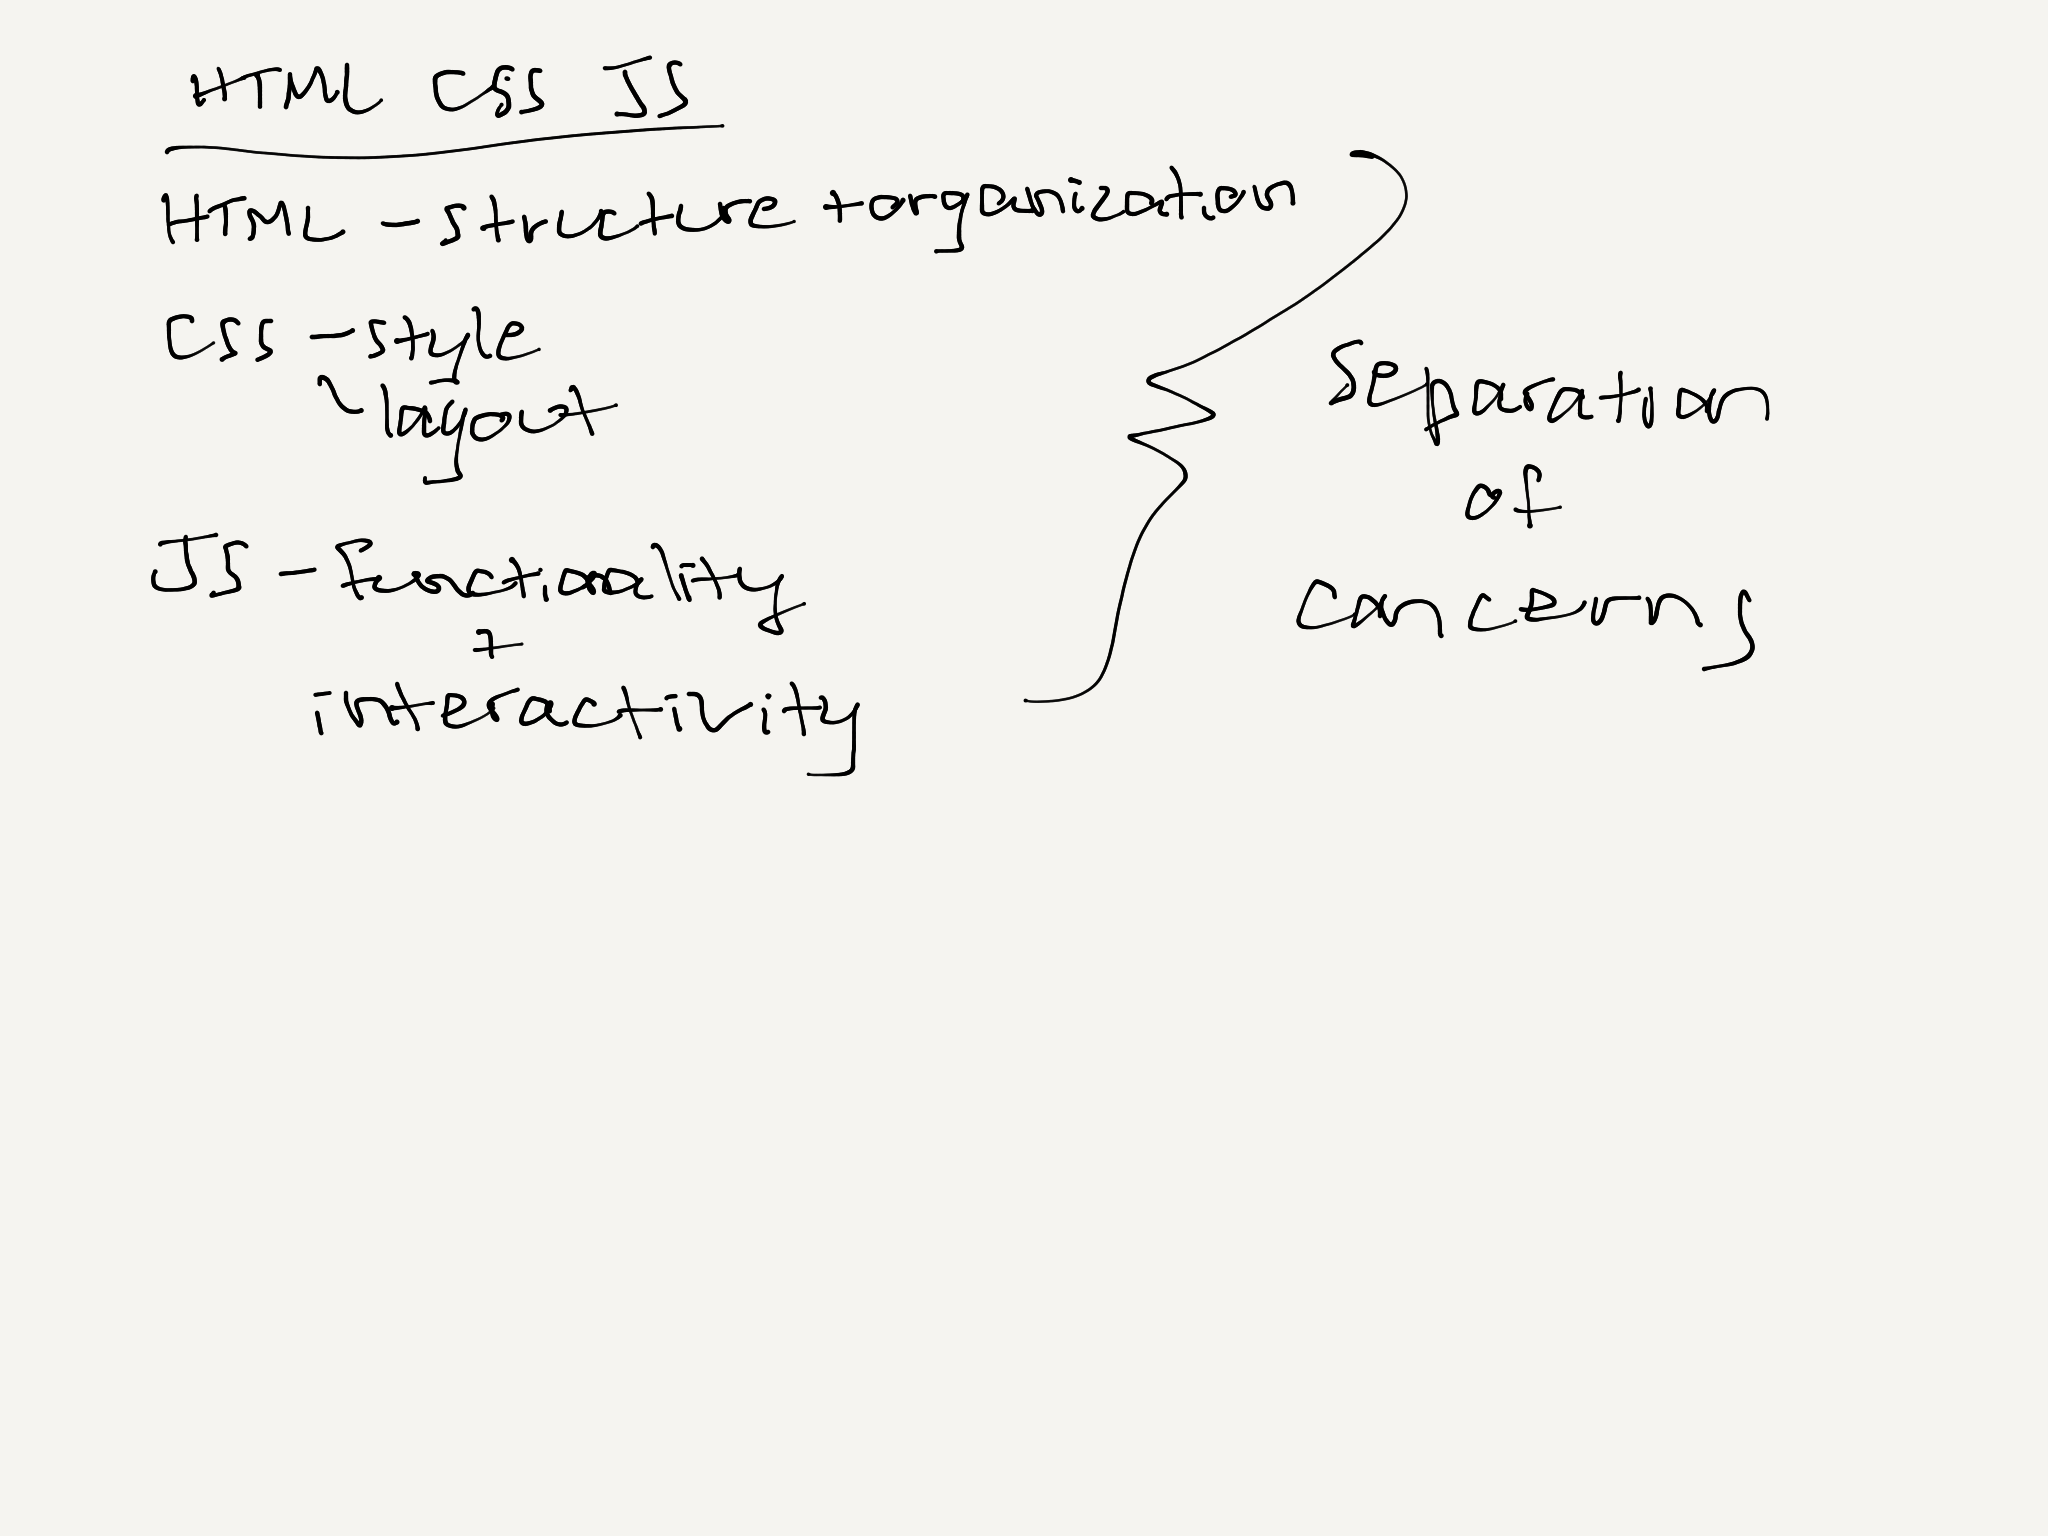 HTML CSS JS
HTML - structure + organization
CSS - style
- layout
JS - functionality
+
interactivity
Separation
of
concerns